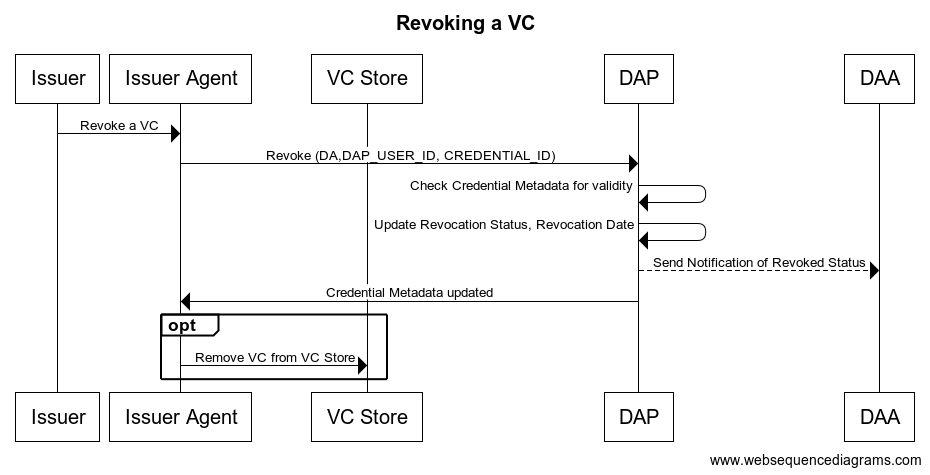 Revoking a VC
Issuer
Issuer Agent
VC Store
DAP
DAA
Revoke a VC
Revoke (DA,DAP_USER_ID, CREDENTIAL_ID)
Check Credential Metadata for validity
Update Revocation Status, Revocation Date
Send Notification of Revoked Status
Credential Metadata updated
opt
Remove VC from VC Store
Issuer
Issuer Agent
VC Store
DAP
DAA
www.websequencediagrams.com